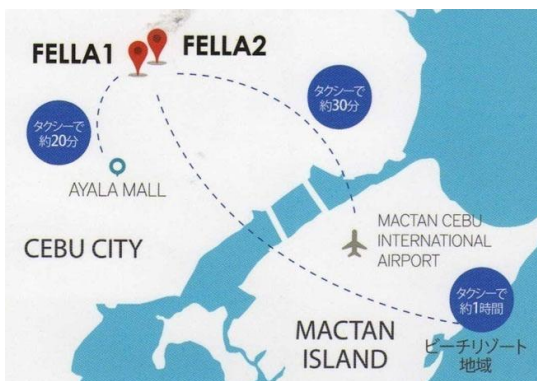 FELLA1
FELLA2
タクシーで
約20分
タクシーで
約30分
AYALA MALL
CEBU CITY
MACTAN CEBU
INTERNATIONAL
AIRPORT
タクシーで
約1時間
MACTAN
ISLAND
ビーチリゾート
地域